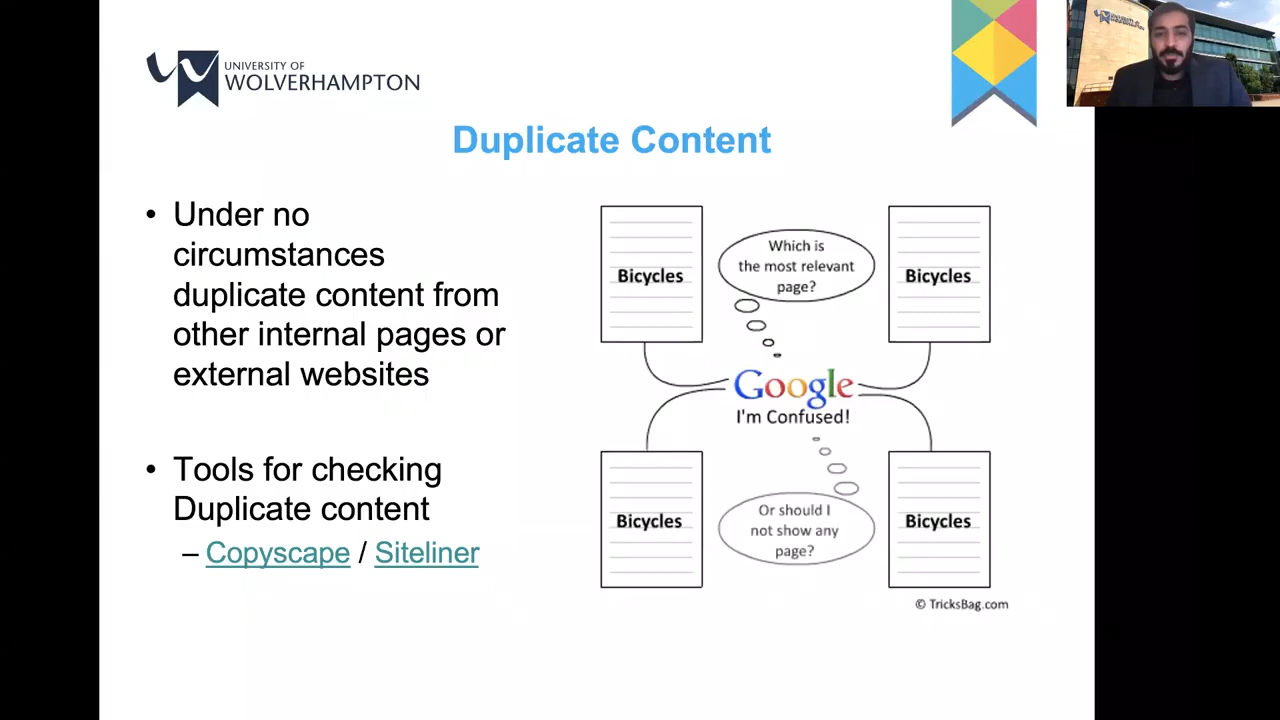 UNIVERSITY OF
WOLVERHAMPTON
Duplicate Content
• Under no
circumstances
duplicate content from
other internal pages or
external websites
• Tools for checking
Duplicate content
– Copyscape / Siteliner
Bicycles
Which is
the most relevant
page?
Bicycles
Google
I'm Confused!
Bicycles
Or should I
not show any
page?
Bicycles
© TricksBag.com